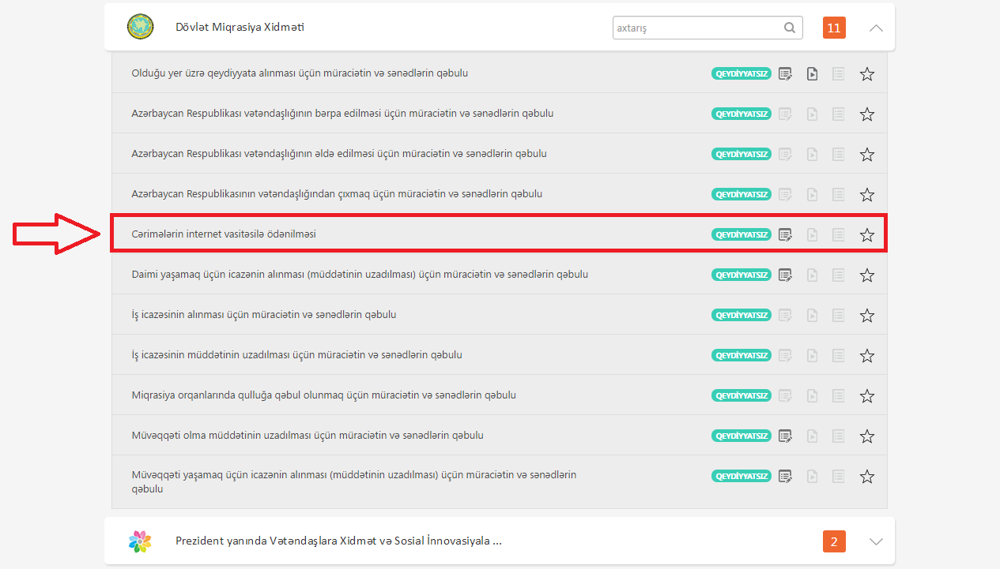 Dövlət Miqrasiya Xidməti
axtarış
11
Olduğu yer üzrə qeydiyyata alınması üçün müraciətin və sənədlərin qəbulu
QEYDİYYATSIZ
Azərbaycan Respublikası vətəndaşlığının bərpa edilməsi üçün müraciətin və sənədlərin qəbulu
QEYDİYYATSIZ
Azərbaycan Respublikası vətəndaşlığının əldə edilməsi üçün müraciətin və sənədlərin qəbulu
QEYDİYYATSIZ
Azərbaycan Respublikasının vətəndaşlığından çıxmaq üçün müraciətin və sənədlərin qəbulu
QEYDİYYATSIZ
Cərimələrin internet vasitəsilə ödənilməsi
QEYDİYYATSIZ
Daimi yaşamaq üçün icazənin alınması (müddətinin uzadılması) üçün müraciətin və sənədlərin qəbulu
QEYDİYYATSIZ
İş icazəsinin alınması üçün müraciətin və sənədlərin qəbulu
QEYDİYYATSIZ
İş icazəsinin müddətinin uzadılması üçün müraciətin və sənədlərin qəbulu
QEYDİYYATSIZ
Miqrasiya orqanlarında qulluğa qəbul olunmaq üçün müraciətin və sənədlərin qəbulu
QEYDİYYATSIZ
Müvəqqəti olma müddətinin uzadılması üçün müraciətin və sənədlərin qəbulu
QEYDİYYATSIZ
Müvəqqəti yaşamaq üçün icazənin alınması (müddətinin uzadılması) üçün müraciətin və sənədlərin
qəbulu
QEYDİYYATSIZ
Prezident yanında Vətəndaşlara Xidmət və Sosial İnnovasiyala ...
2